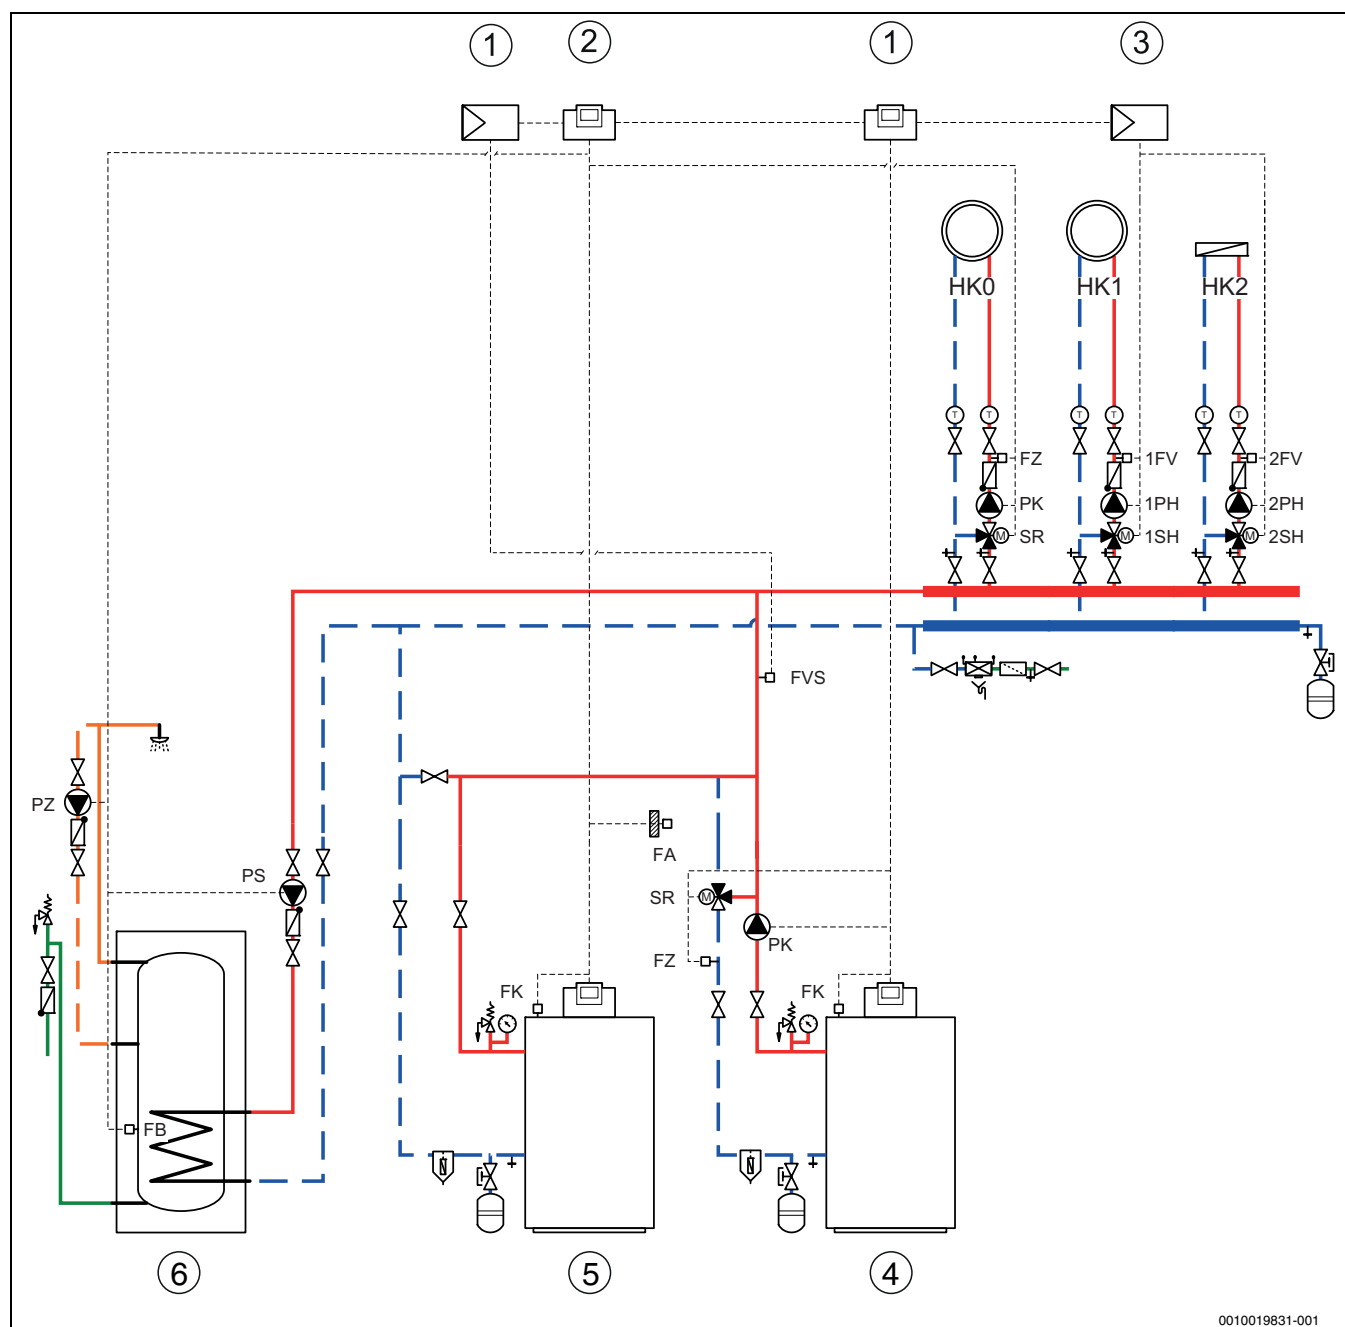 1 2 1 3
HK0 HK1 HK2
T T T T T T
FZ 1FV 2FV
PK 1PH 2PH
M SR M 1SH M 2SH
FVS
PZ
FA
PS
SR M
PK
FZ
FK FK
FB
6 5 4
0010019831-001